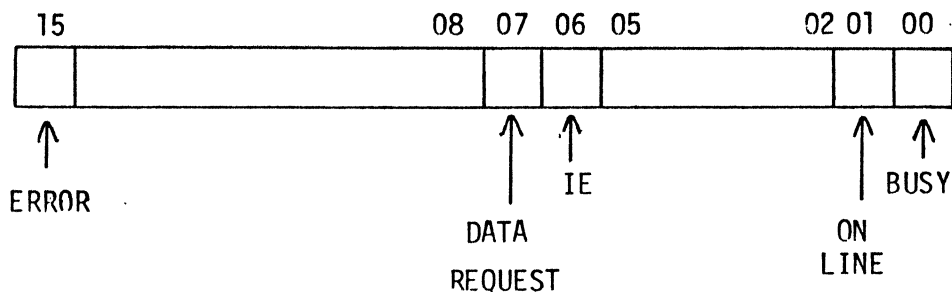 15 08 07 06 05 02 01 00
IE
BUSY
ERROR
DATA
REQUEST
ON
LINE